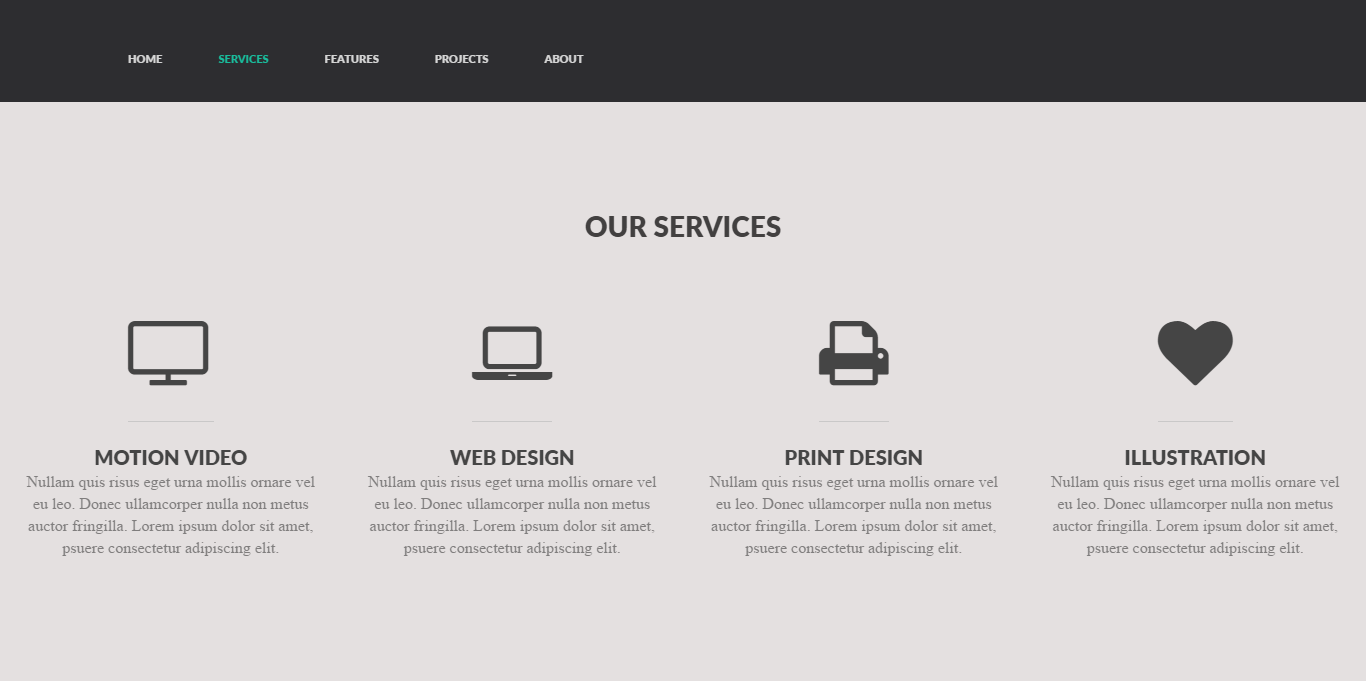 HOME SERVICES FEATURES PROJECTS ABOUT
OUR SERVICES
MOTION VIDEO
Nullam quis risus eget urna mollis ornare vel
eu leo. Donec ullamcorper nulla non metus
auctor fringilla. Lorem ipsum dolor sit amet,
psuere consectetur adipiscing elit.
WEB DESIGN
Nullam quis risus eget urna mollis ornare vel
eu leo. Donec ullamcorper nulla non metus
auctor fringilla. Lorem ipsum dolor sit amet,
psuere consectetur adipiscing elit.
PRINT DESIGN
Nullam quis risus eget urna mollis ornare vel
eu leo. Donec ullamcorper nulla non metus
auctor fringilla. Lorem ipsum dolor sit amet,
psuere consectetur adipiscing elit.
ILLUSTRATION
Nullam quis risus eget urna mollis ornare vel
eu leo. Donec ullamcorper nulla non metus
auctor fringilla. Lorem ipsum dolor sit amet,
psuere consectetur adipiscing elit.